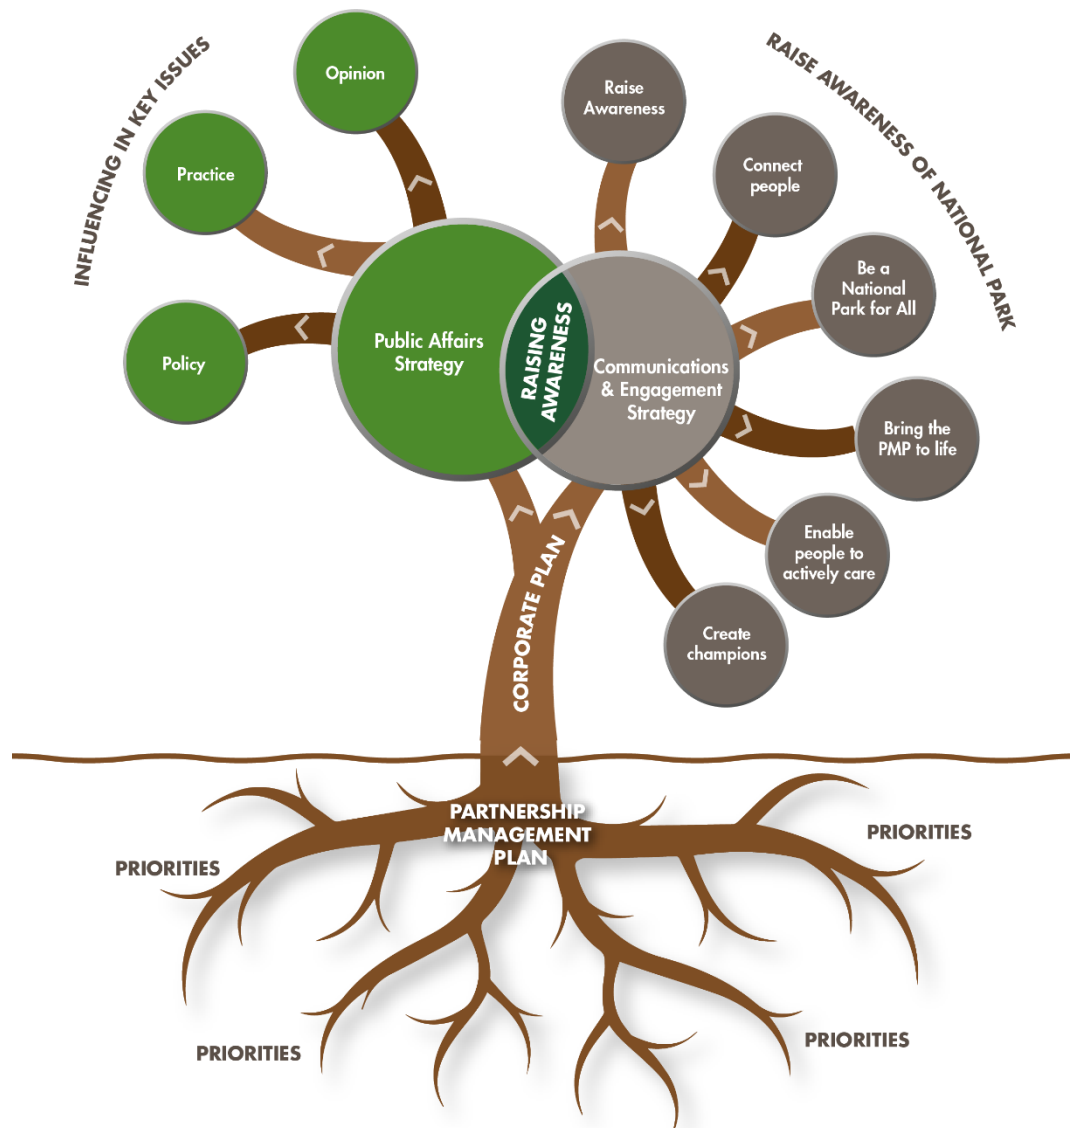 INFLUENCING IN KEY ISSUES
RAISE AWARENESS OF NATIONAL PARK
Opinion
Practice
Policy
Raise
Awareness
Connect
people
Be a
National
Park for All
Bring the
PMP to life
Enable
people to
actively care
Create
champions
Public Affairs
Strategy
RAISING
AWARENESS
Communications
& Engagement
Strategy
CORPORATE PLAN
PARTNERSHIP
MANAGEMENT
PLAN
PRIORITIES
PRIORITIES
PRIORITIES
PRIORITIES